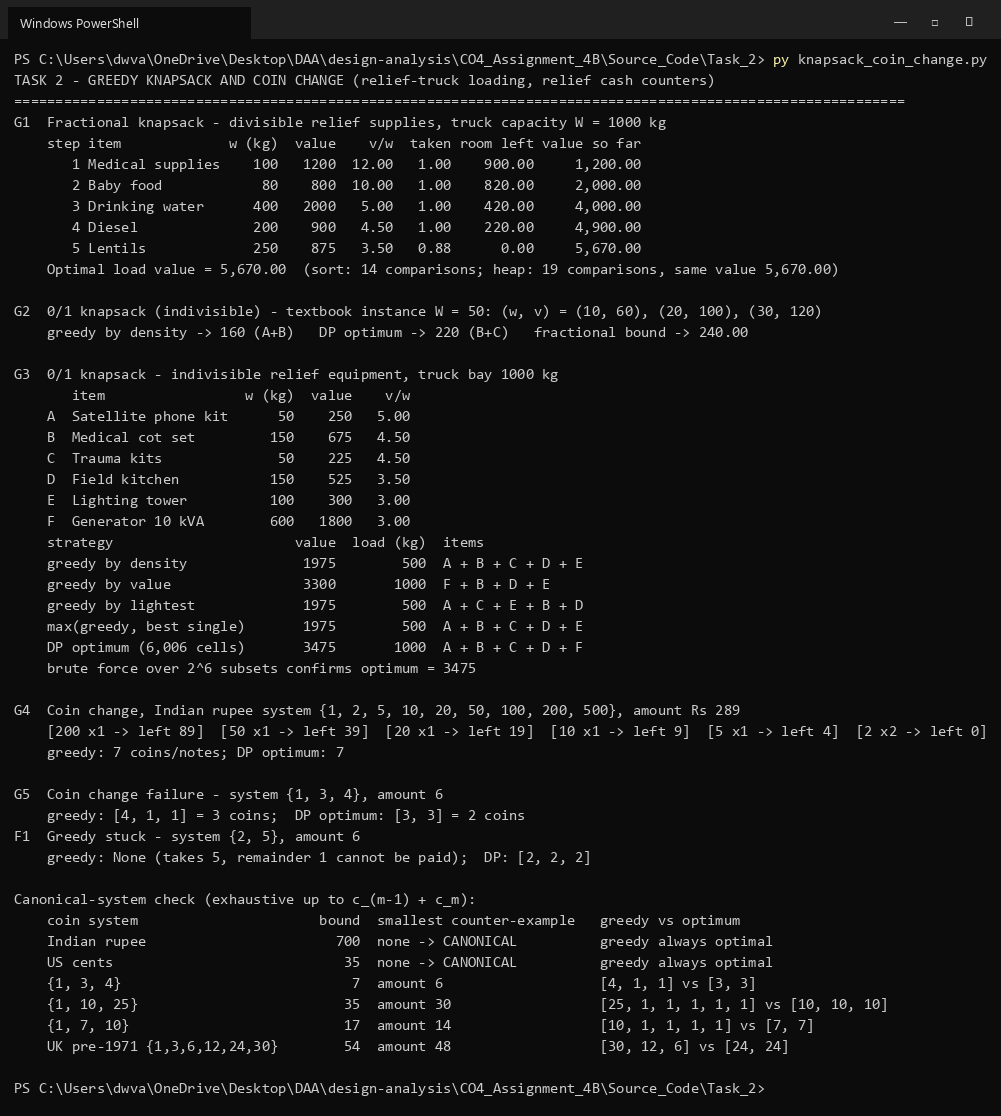 Windows PowerShell
PS C:\Users\dwva\OneDrive\Desktop\DAA\design-analysis\CO4_Assignment_4B\Source_Code\Task_2> py knapsack_coin_change.py
TASK 2 - GREEDY KNAPSACK AND COIN CHANGE (relief-truck loading, relief cash counters)
============================================================================================================
G1  Fractional knapsack - divisible relief supplies, truck capacity W = 1000 kg
    step item             w (kg)  value    v/w  taken room left value so far
       1 Medical supplies    100   1200  12.00   1.00    900.00     1,200.00
       2 Baby food            80    800  10.00   1.00    820.00     2,000.00
       3 Drinking water      400   2000   5.00   1.00    420.00     4,000.00
       4 Diesel              200    900   4.50   1.00    220.00     4,900.00
       5 Lentils             250    875   3.50   0.88      0.00     5,670.00
    Optimal load value = 5,670.00  (sort: 14 comparisons; heap: 19 comparisons, same value 5,670.00)
G2  0/1 knapsack (indivisible) - textbook instance W = 50: (w, v) = (10, 60), (20, 100), (30, 120)
    greedy by density -> 160 (A+B)   DP optimum -> 220 (B+C)   fractional bound -> 240.00
G3  0/1 knapsack - indivisible relief equipment, truck bay 1000 kg
       item                 w (kg)  value    v/w
    A  Satellite phone kit      50    250   5.00
    B  Medical cot set         150    675   4.50
    C  Trauma kits              50    225   4.50
    D  Field kitchen           150    525   3.50
    E  Lighting tower          100    300   3.00
    F  Generator 10 kVA        600   1800   3.00
    strategy                      value  load (kg)  items
    greedy by density              1975        500  A + B + C + D + E
    greedy by value                3300       1000  F + B + D + E
    greedy by lightest             1975        500  A + C + E + B + D
    max(greedy, best single)       1975        500  A + B + C + D + E
    DP optimum (6,006 cells)       3475       1000  A + B + C + D + F
    brute force over 2^6 subsets confirms optimum = 3475
G4  Coin change, Indian rupee system {1, 2, 5, 10, 20, 50, 100, 200, 500}, amount Rs 289
    [200 x1 -> left 89]  [50 x1 -> left 39]  [20 x1 -> left 19]  [10 x1 -> left 9]  [5 x1 -> left 4]  [2 x2 -> left 0]
    greedy: 7 coins/notes; DP optimum: 7
G5  Coin change failure - system {1, 3, 4}, amount 6
    greedy: [4, 1, 1] = 3 coins;  DP optimum: [3, 3] = 2 coins
F1  Greedy stuck - system {2, 5}, amount 6
    greedy: None (takes 5, remainder 1 cannot be paid);  DP: [2, 2, 2]
Canonical-system check (exhaustive up to c_(m-1) + c_m):
    coin system                      bound  smallest counter-example   greedy vs optimum
    Indian rupee                       700  none -> CANONICAL          greedy always optimal
    US cents                            35  none -> CANONICAL          greedy always optimal
    {1, 3, 4}                            7  amount 6                   [4, 1, 1] vs [3, 3]
    {1, 10, 25}                         35  amount 30                  [25, 1, 1, 1, 1, 1] vs [10, 10, 10]
    {1, 7, 10}                          17  amount 14                  [10, 1, 1, 1, 1] vs [7, 7]
    UK pre-1971 {1,3,6,12,24,30}        54  amount 48                  [30, 12, 6] vs [24, 24]
PS C:\Users\dwva\OneDrive\Desktop\DAA\design-analysis\CO4_Assignment_4B\Source_Code\Task_2>